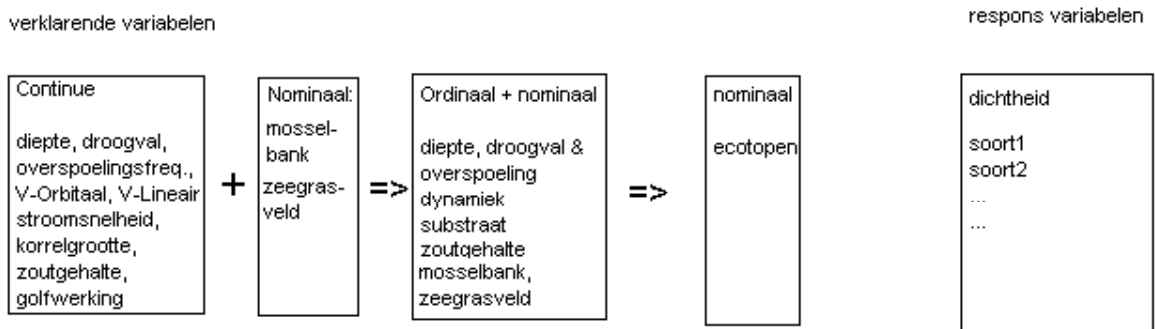 verklarende variabelen
respons variabelen
Continue
diepte, droogval,
overspoelingsfreq.,
V-Orbitaal, V-Lineair
stroomsnelheid,
korrelgrootte,
zoutgehalte,
golfwerking
+
Nominaal:
mossel-
bank
zeegras-
veld
=>
Ordinaal + nominaal
diepte, droogval &
overspoeling
dynamiek
substraat
zoutgehalte
mosselbank,
zeegrasveld
=>
nominaal
ecotopen
dichtheid
soort1
soort2
...
...